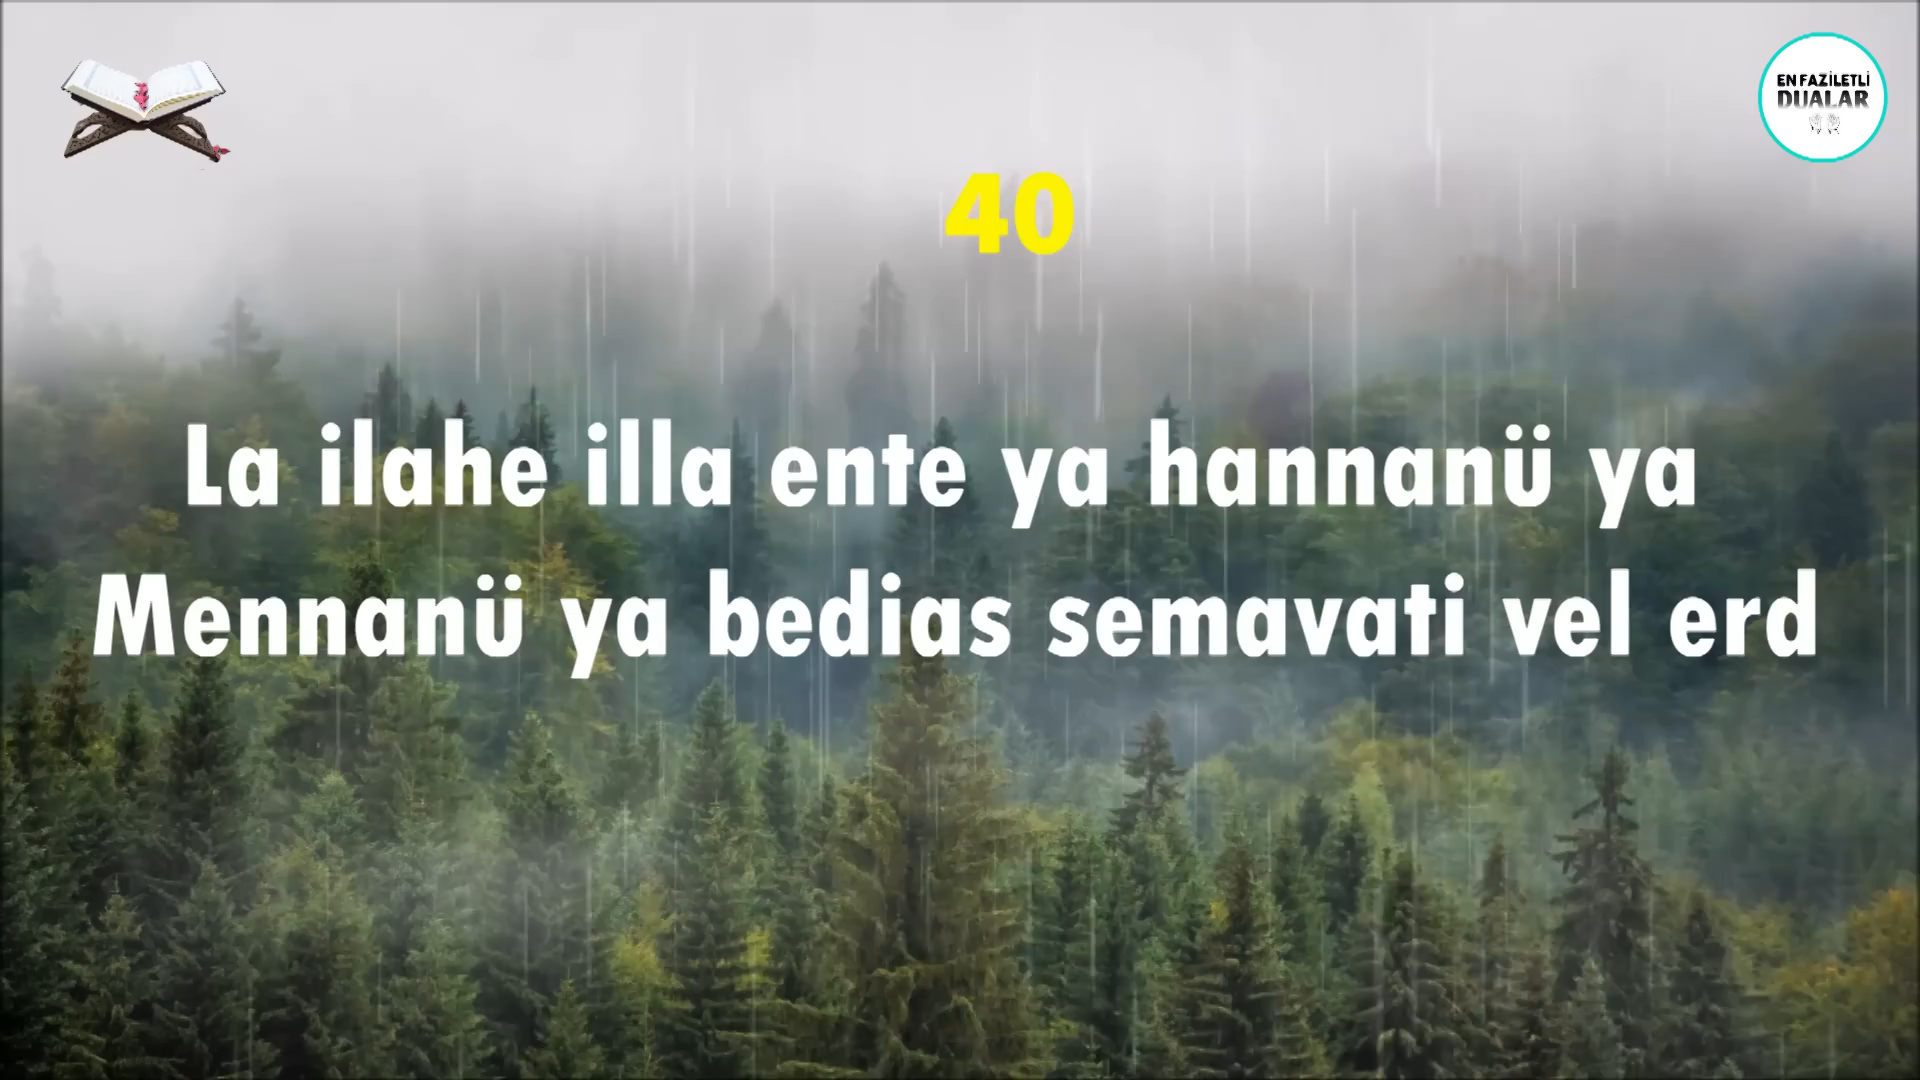 EN FAZİLETLİ
DUALAR
40
La ilahe illa ente ya hannanü ya
Mennanü ya bedias semavati vel erd